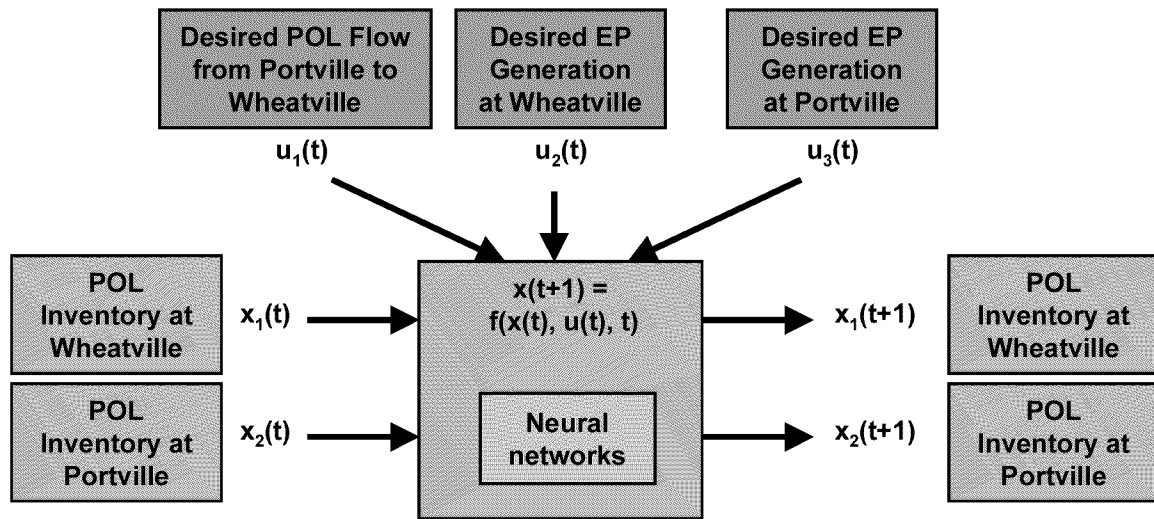 Desired POL Flow
from Portville to
Wheatville
Desired EP
Generation
at Wheatville
Desired EP
Generation
at Portville
u₁(t)
u₂(t)
u₃(t)
POL
Inventory at
Wheatville
x₁(t)
x(t+1) =
f(x(t), u(t), t)
x₁(t+1)
POL
Inventory at
Wheatville
POL
Inventory at
Portville
x₂(t)
Neural
networks
x₂(t+1)
POL
Inventory at
Portville